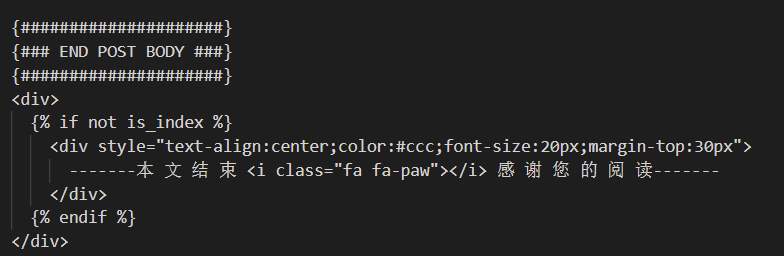 {#####################}
{### END POST BODY ###}
{#####################}
<div>
  {% if not is_index %}
    <div style="text-align:center;color:#ccc;font-size:20px;margin-top:30px">
      -------本 文 结 束 <i class="fa fa-paw"></i> 感 谢 您 的 阅 读-------
    </div>
  {% endif %}
</div>